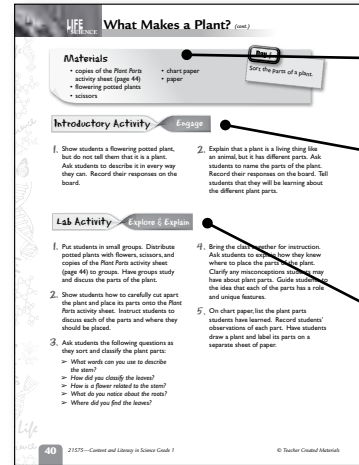 LIFE SCIENCE
What Makes a Plant? (cont.)
Materials
• copies of the Plant Parts
activity sheet (page 44)
• flowering potted plants
• scissors
• chart paper
• paper
Day 1
Sort the parts of a plant.
Introductory Activity
Engage
1. Show students a flowering potted plant,
but do not tell them that it is a plant.
Ask students to describe it in every way
they can. Record their responses on the
board.
2. Explain that a plant is a living thing like
an animal, but it has different parts. Ask
students to name the parts of the plant.
Record their responses on the board. Tell
students that they will be learning about
the different plant parts.
Lab Activity
Explore & Explain
1. Put students in small groups. Distribute
potted plants with flowers, scissors, and
copies of the Plant Parts activity sheet
(page 44) to groups. Have groups study
and discuss the parts of the plant.
2. Show students how to carefully cut apart
the plant and place its parts onto the Plant
Parts activity sheet. Instruct students to
discuss each of the parts and where they
should be placed.
3. Ask students the following questions as
they sort and classify the plant parts:
➢ What words can you use to describe
the stem?
➢ How did you classify the leaves?
➢ How is a flower related to the stem?
➢ What do you notice about the roots?
➢ Where did you find the leaves?
4. Bring the class together for instruction.
Ask students to explain how they knew
where to place the parts of the plant.
Clarify any misconceptions students may
have about plant parts. Guide students to
the idea that each of the parts has a role
and unique features.
5. On chart paper, list the plant parts
students have learned. Record students'
observations of each part. Have students
draw a plant and label its parts on a
separate sheet of paper.
Life
40
21575—Content and Literacy in Science Grade 1
© Teacher Created Materials